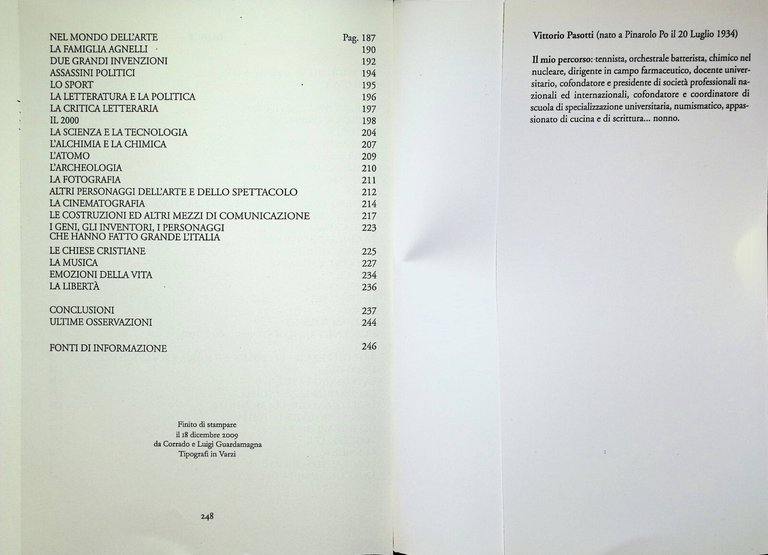 NEL MONDO DELL'ARTE Pag. 187
LA FAMIGLIA AGNELLI 190
DUE GRANDI INVENZIONI 192
ASSASSINI POLITICI 194
LO SPORT 195
LA LETTERATURA E LA POLITICA 196
LA CRITICA LETTERARIA 197
IL 2000 198
LA SCIENZA E LA TECNOLOGIA 204
L'ALCHIMIA E LA CHIMICA 207
L'ATOMO 209
L'ARCHEOLOGIA 210
LA FOTOGRAFIA 211
ALTRI PERSONAGGI DELL'ARTE E DELLO SPETTACOLO 212
LA CINEMATOGRAFIA 214
LE COSTRUZIONI ED ALTRI MEZZI DI COMUNICAZIONE 217
I GENI, GLI INVENTORI, I PERSONAGGI 223
CHE HANNO FATTO GRANDE L'ITALIA
LE CHIESE CRISTIANE 225
LA MUSICA 227
EMOZIONI DELLA VITA 234
LA LIBERTÀ 236
CONCLUSIONI 237
ULTIME OSSERVAZIONI 244
FONTI DI INFORMAZIONE 246
Finito di stampare
il 18 dicembre 2009
da Corrado e Luigi Guardamagna
Tipografi in Varzi
248
Vittorio Pasotti (nato a Pinarolo Po il 20 Luglio 1934)
Il mio percorso: tennista, orchestrale batterista, chimico nel
nucleare, dirigente in campo farmaceutico, docente univer-
sitario, cofondatore e presidente di società professionali na-
zionali ed internazionali, cofondatore e coordinatore di
scuola di specializzazione universitaria, numismatico, appas-
sionato di cucina e di scrittura... nonno.